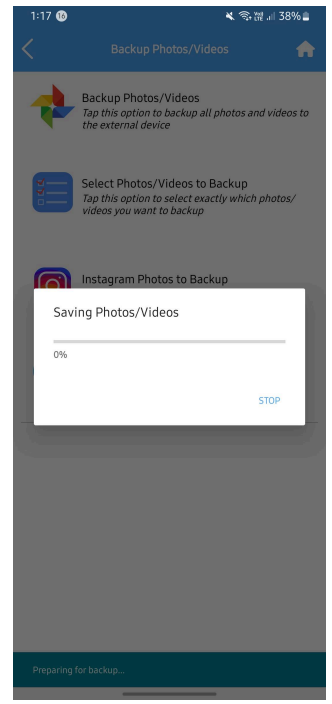 1:17 16 38%
Backup Photos/Videos
Backup Photos/Videos
Tap this option to backup all photos and videos to
the external device
Select Photos/Videos to Backup
Tap this option to select exactly which photos/
videos you want to backup
Instagram Photos to Backup
Saving Photos/Videos
0%
STOP
Preparing for backup...